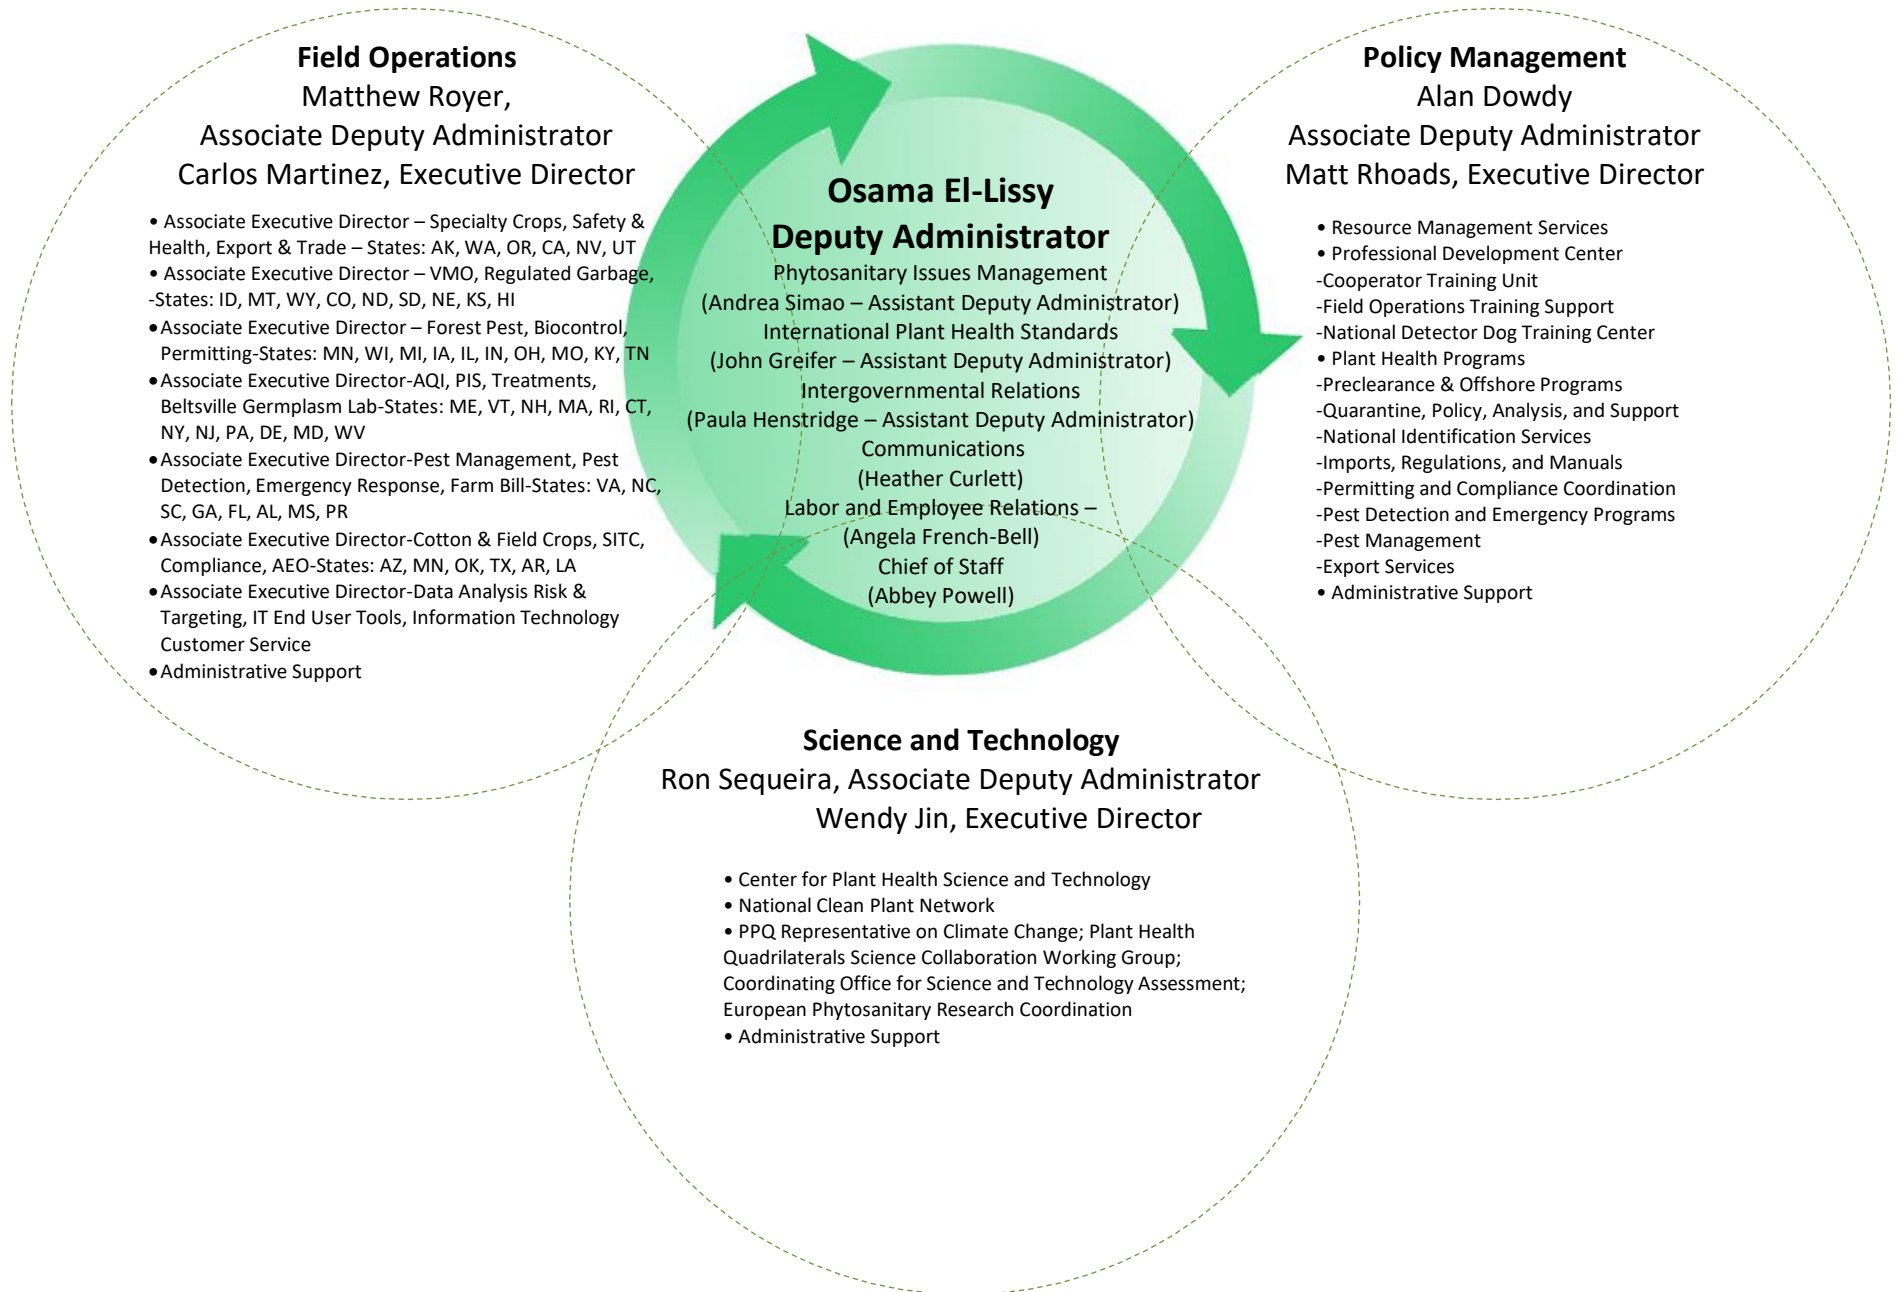 Field Operations
Matthew Royer,
Associate Deputy Administrator
Carlos Martinez, Executive Director
• Associate Executive Director – Specialty Crops, Safety &
Health, Export & Trade – States: AK, WA, OR, CA, NV, UT
• Associate Executive Director – VMO, Regulated Garbage,
-States: ID, MT, WY, CO, ND, SD, NE, KS, HI
• Associate Executive Director – Forest Pest, Biocontrol,
Permitting-States: MN, WI, MI, IA, IL, IN, OH, MO, KY, TN
• Associate Executive Director-AQI, PIS, Treatments,
Beltsville Germplasm Lab-States: ME, VT, NH, MA, RI, CT,
NY, NJ, PA, DE, MD, WV
• Associate Executive Director-Pest Management, Pest
Detection, Emergency Response, Farm Bill-States: VA, NC,
SC, GA, FL, AL, MS, PR
• Associate Executive Director-Cotton & Field Crops, SITC,
Compliance, AEO-States: AZ, MN, OK, TX, AR, LA
• Associate Executive Director-Data Analysis Risk &
Targeting, IT End User Tools, Information Technology
Customer Service
• Administrative Support
Osama El-Lissy
Deputy Administrator
Phytosanitary Issues Management
(Andrea Simao – Assistant Deputy Administrator)
International Plant Health Standards
(John Greifer – Assistant Deputy Administrator)
Intergovernmental Relations
(Paula Henstridge – Assistant Deputy Administrator)
Communications
(Heather Curlett)
Labor and Employee Relations –
(Angela French-Bell)
Chief of Staff
(Abbey Powell)
Policy Management
Alan Dowdy
Associate Deputy Administrator
Matt Rhoads, Executive Director
• Resource Management Services
• Professional Development Center
-Cooperator Training Unit
-Field Operations Training Support
-National Detector Dog Training Center
• Plant Health Programs
-Preclearance & Offshore Programs
-Quarantine, Policy, Analysis, and Support
-National Identification Services
-Imports, Regulations, and Manuals
-Permitting and Compliance Coordination
-Pest Detection and Emergency Programs
-Pest Management
-Export Services
• Administrative Support
Science and Technology
Ron Sequeira, Associate Deputy Administrator
Wendy Jin, Executive Director
• Center for Plant Health Science and Technology
• National Clean Plant Network
• PPQ Representative on Climate Change; Plant Health
Quadrilaterals Science Collaboration Working Group;
Coordinating Office for Science and Technology Assessment;
European Phytosanitary Research Coordination
• Administrative Support